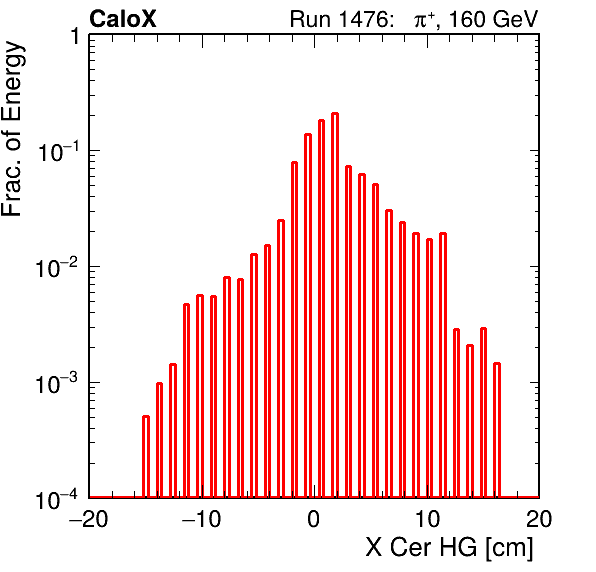 CaloX Run 1476: π⁺, 160 GeV
Frac. of Energy
1
10⁻¹
10⁻²
10⁻³
10⁻⁴
−20 −10 0 10 20
X Cer HG [cm]